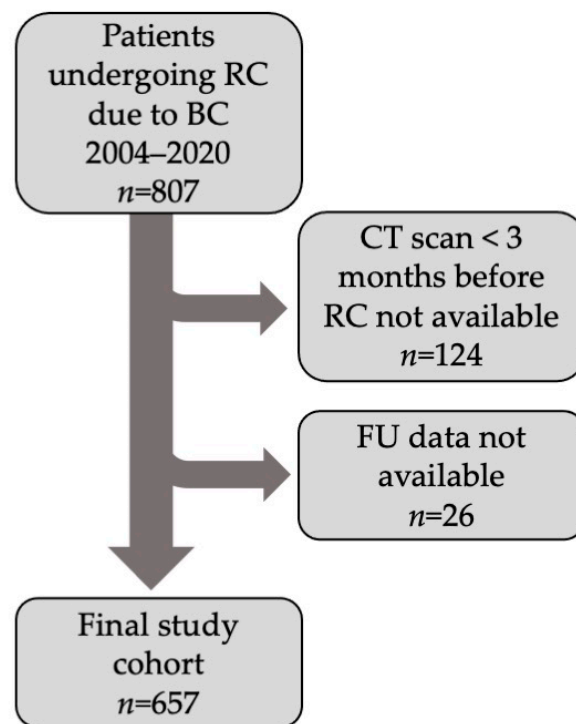 Patients
undergoing RC
due to BC
2004–2020
n=807
CT scan < 3
months before
RC not available
n=124
FU data not
available
n=26
Final study
cohort
n=657